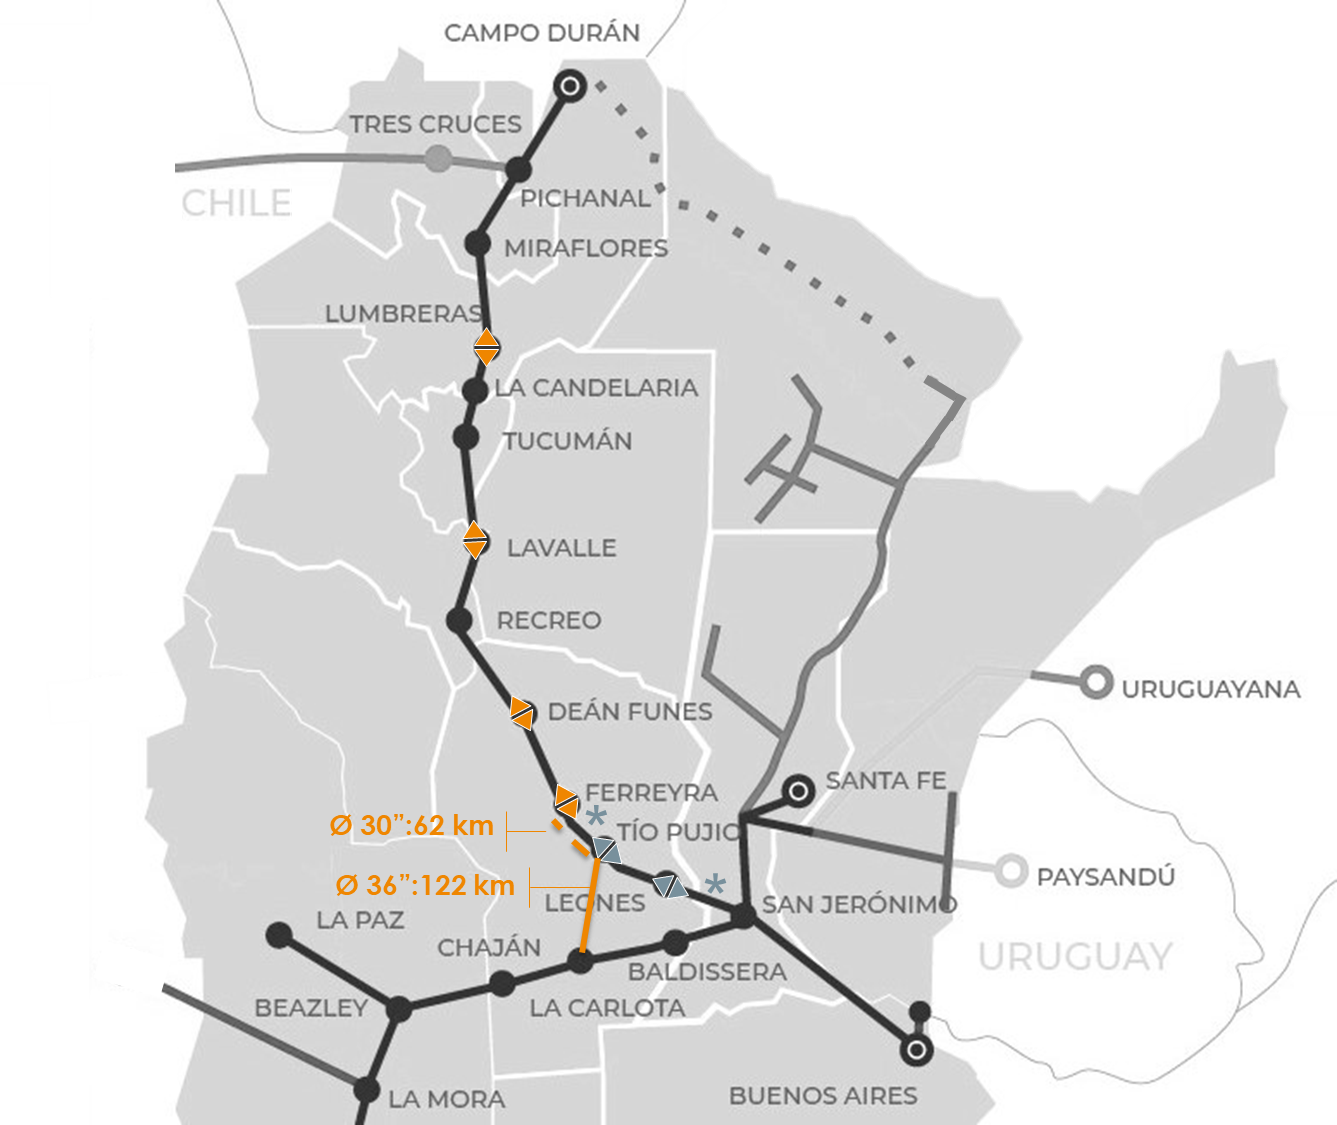 CAMPO DURÁN
TRES CRUCES
CHILE
PICHANAL
MIRAFLORES
LUMBRERAS
LA CANDELARIA
TUCUMÁN
LAVALLE
RECREO
URUGUAYANA
DEÁN FUNES
SANTA FE
FERREYRA
*
Ø 30”:62 km
TÍO PUJIO
PAYSANDÚ
Ø 36”:122 km
*
LEONES
SAN JERÓNIMO
LA PAZ
CHAJÁN
URUGUAY
BALDISSERA
BEAZLEY
LA CARLOTA
BUENOS AIRES
LA MORA